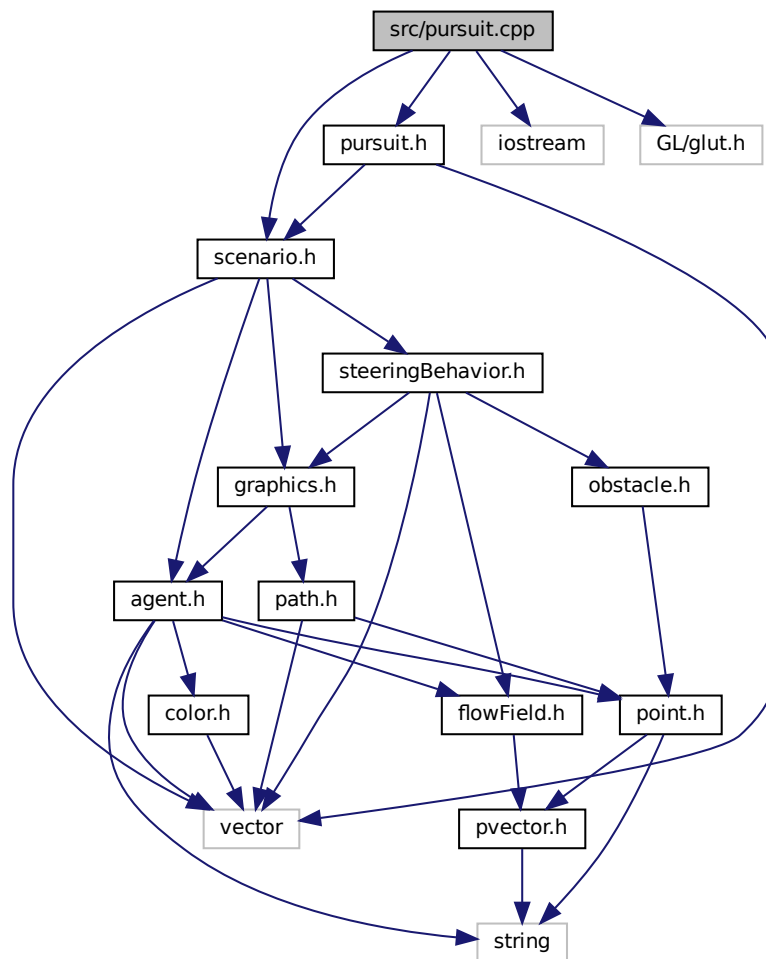 src/pursuit.cpp
pursuit.h
iostream
GL/glut.h
scenario.h
steeringBehavior.h
graphics.h
obstacle.h
agent.h
path.h
color.h
flowField.h
point.h
vector
pvector.h
string